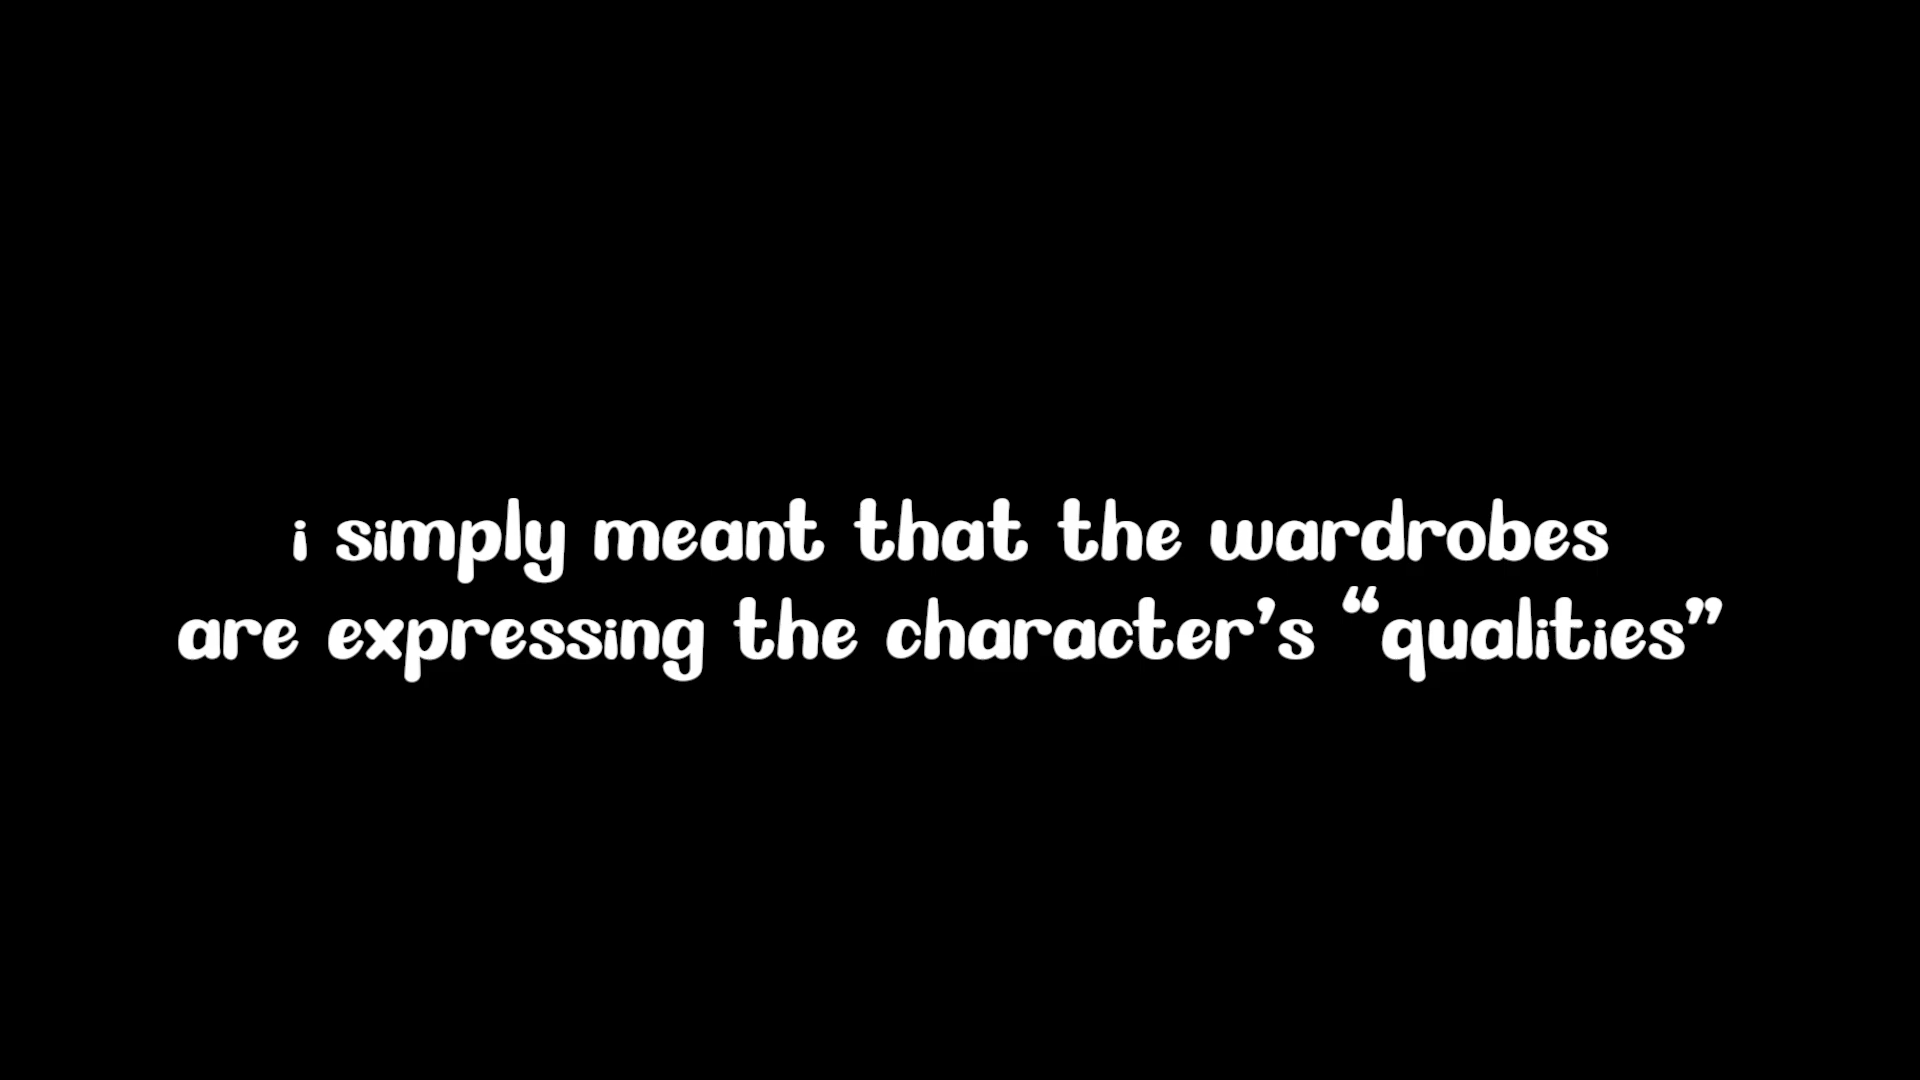 i simply meant that the wardrobes
are expressing the character’s “qualities”